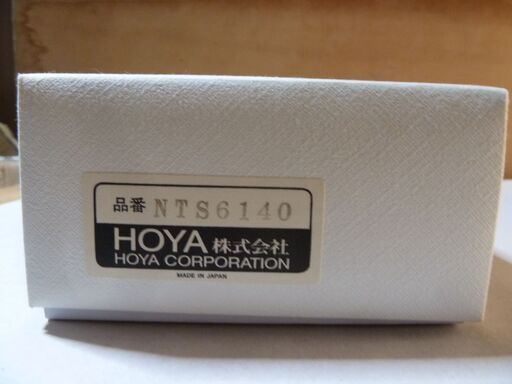 品番 NTS6140
HOYA 株式会社
HOYA CORPORATION
MADE IN JAPAN